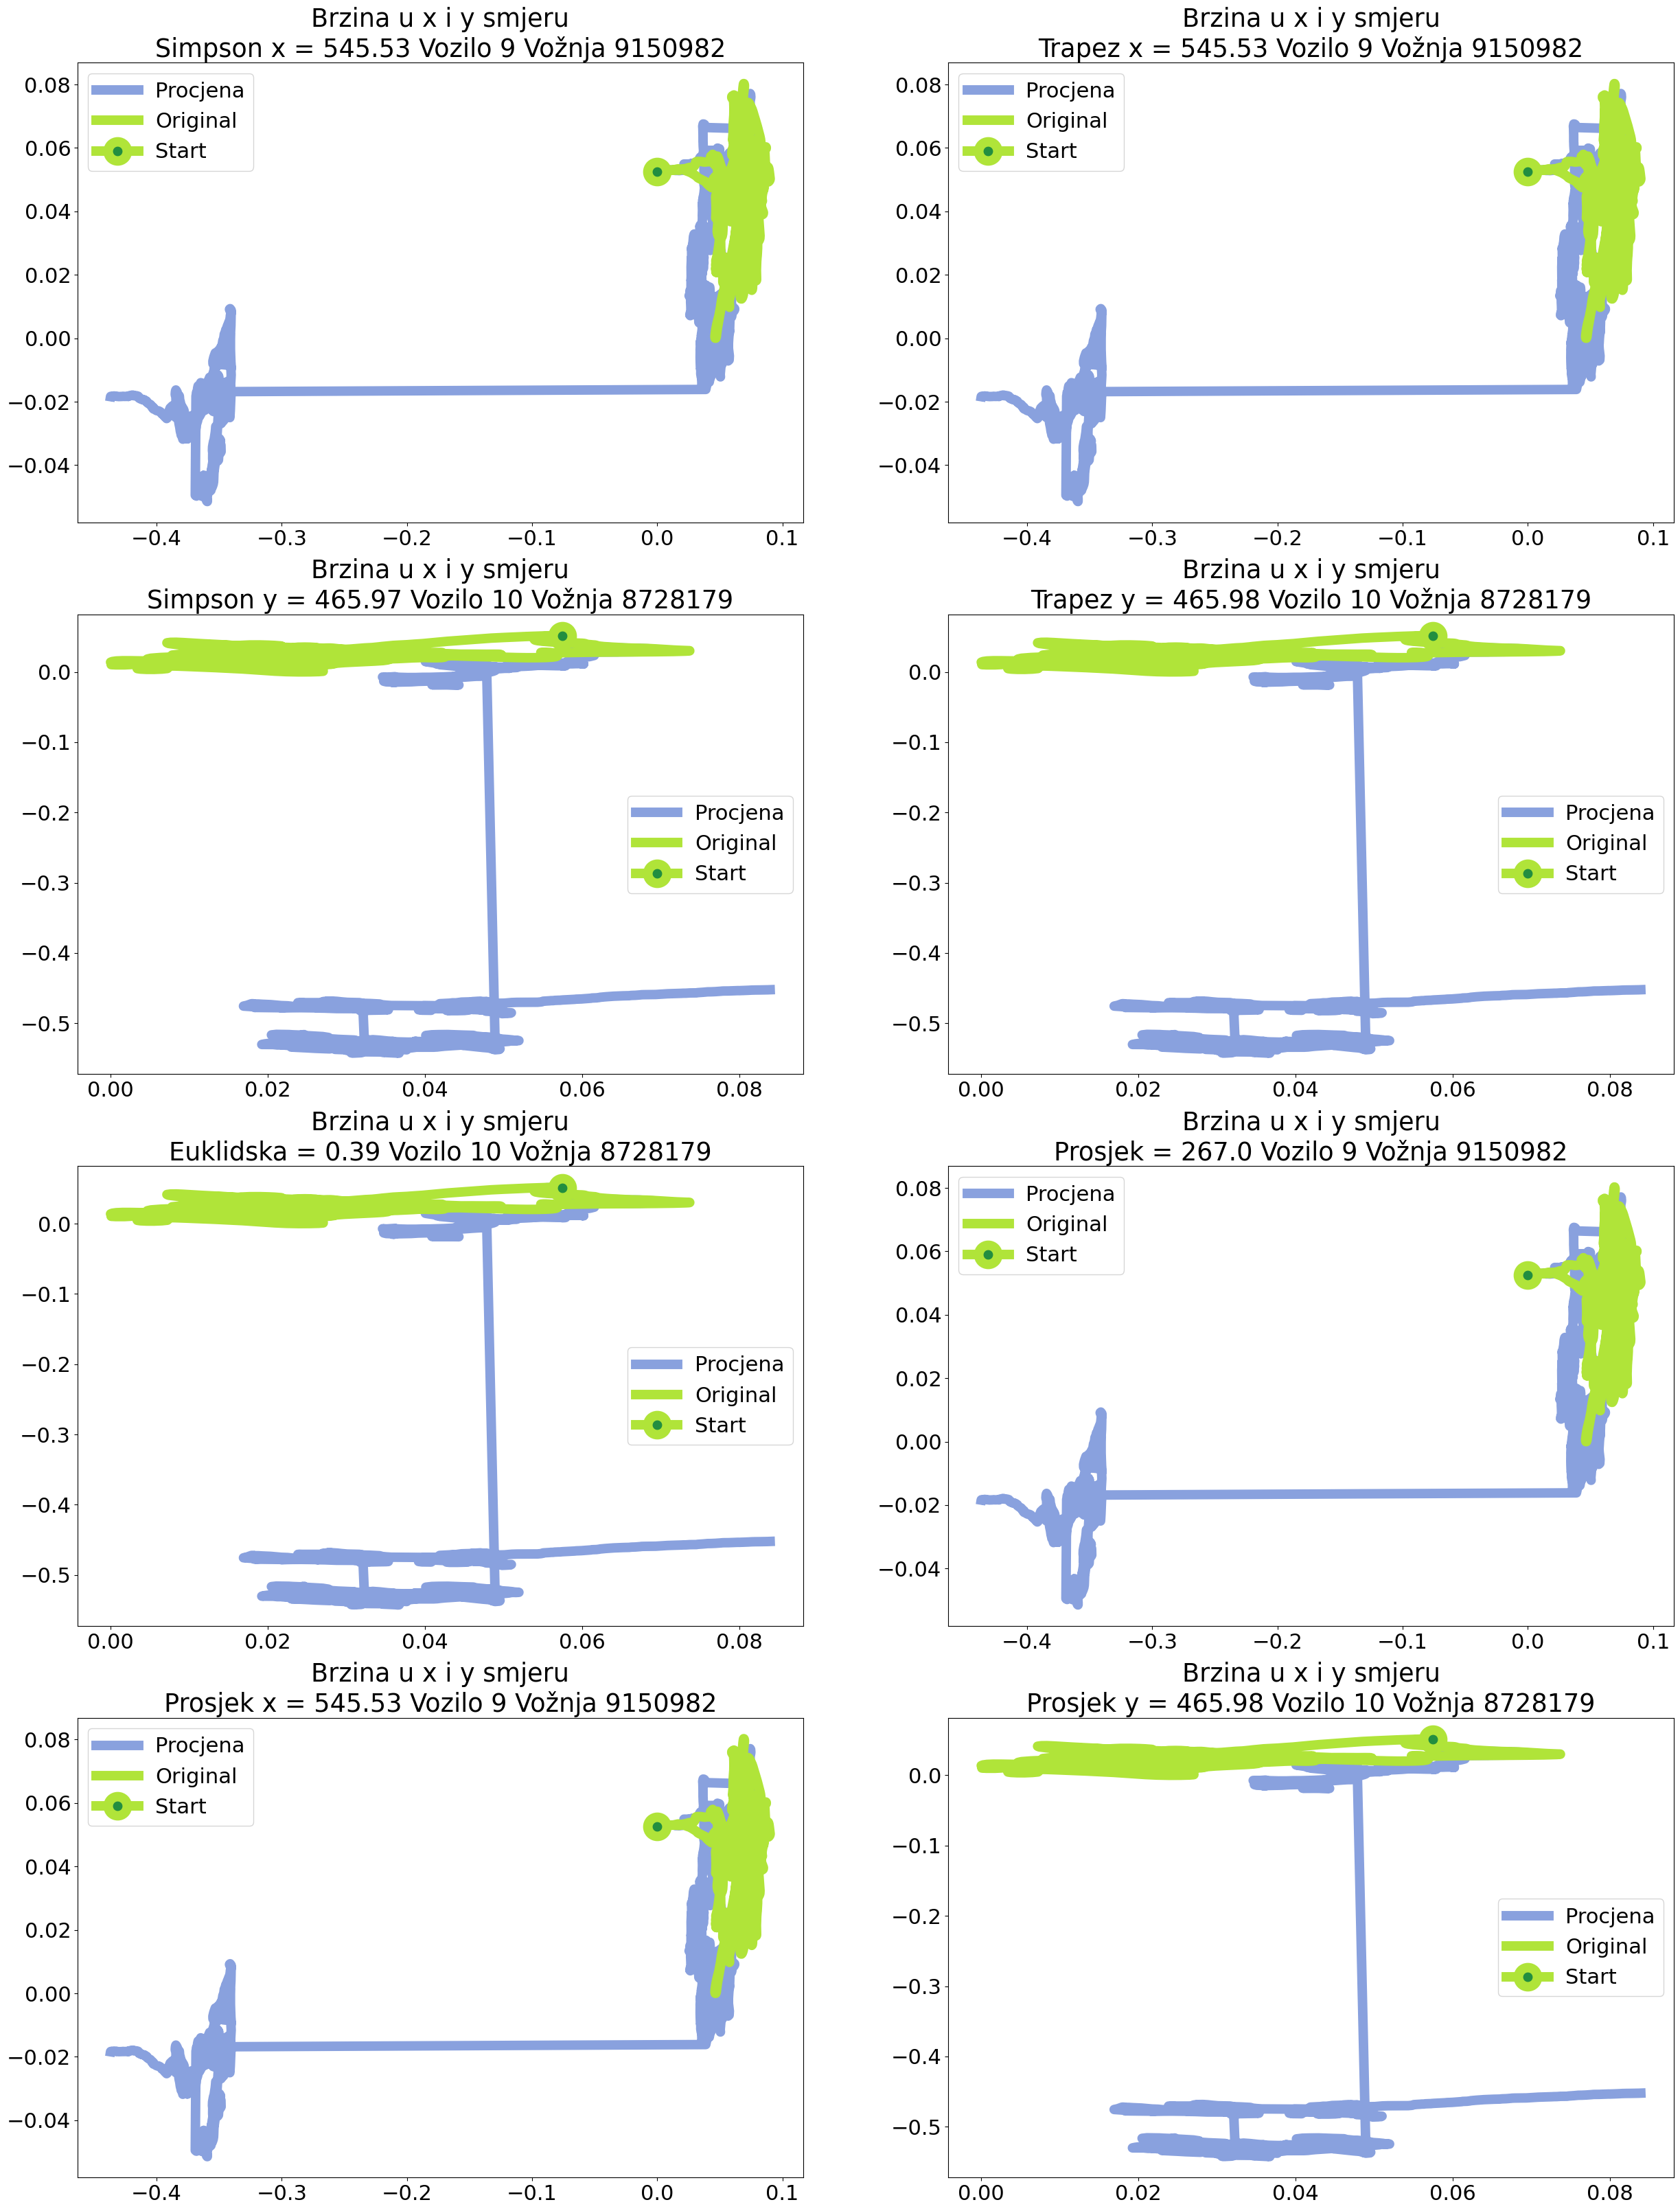 Brzina u x i y smjeru
Simpson x = 545.53 Vozilo 9 Vožnja 9150982
Procjena
Original
Start
0.08
0.06
0.04
0.02
0.00
−0.02
−0.04
−0.4 −0.3 −0.2 −0.1 0.0 0.1
Brzina u x i y smjeru
Trapez x = 545.53 Vozilo 9 Vožnja 9150982
Procjena
Original
Start
0.08
0.06
0.04
0.02
0.00
−0.02
−0.04
−0.4 −0.3 −0.2 −0.1 0.0 0.1
Brzina u x i y smjeru
Simpson y = 465.97 Vozilo 10 Vožnja 8728179
0.0
−0.1
−0.2
−0.3
−0.4
−0.5
Procjena
Original
Start
0.00 0.02 0.04 0.06 0.08
Brzina u x i y smjeru
Trapez y = 465.98 Vozilo 10 Vožnja 8728179
0.0
−0.1
−0.2
−0.3
−0.4
−0.5
Procjena
Original
Start
0.00 0.02 0.04 0.06 0.08
Brzina u x i y smjeru
Euklidska = 0.39 Vozilo 10 Vožnja 8728179
0.0
−0.1
−0.2
−0.3
−0.4
−0.5
Procjena
Original
Start
0.00 0.02 0.04 0.06 0.08
Brzina u x i y smjeru
Prosjek = 267.0 Vozilo 9 Vožnja 9150982
Procjena
Original
Start
0.08
0.06
0.04
0.02
0.00
−0.02
−0.04
−0.4 −0.3 −0.2 −0.1 0.0 0.1
Brzina u x i y smjeru
Prosjek x = 545.53 Vozilo 9 Vožnja 9150982
Procjena
Original
Start
0.08
0.06
0.04
0.02
0.00
−0.02
−0.04
−0.4 −0.3 −0.2 −0.1 0.0 0.1
Brzina u x i y smjeru
Prosjek y = 465.98 Vozilo 10 Vožnja 8728179
0.0
−0.1
−0.2
−0.3
−0.4
−0.5
Procjena
Original
Start
0.00 0.02 0.04 0.06 0.08